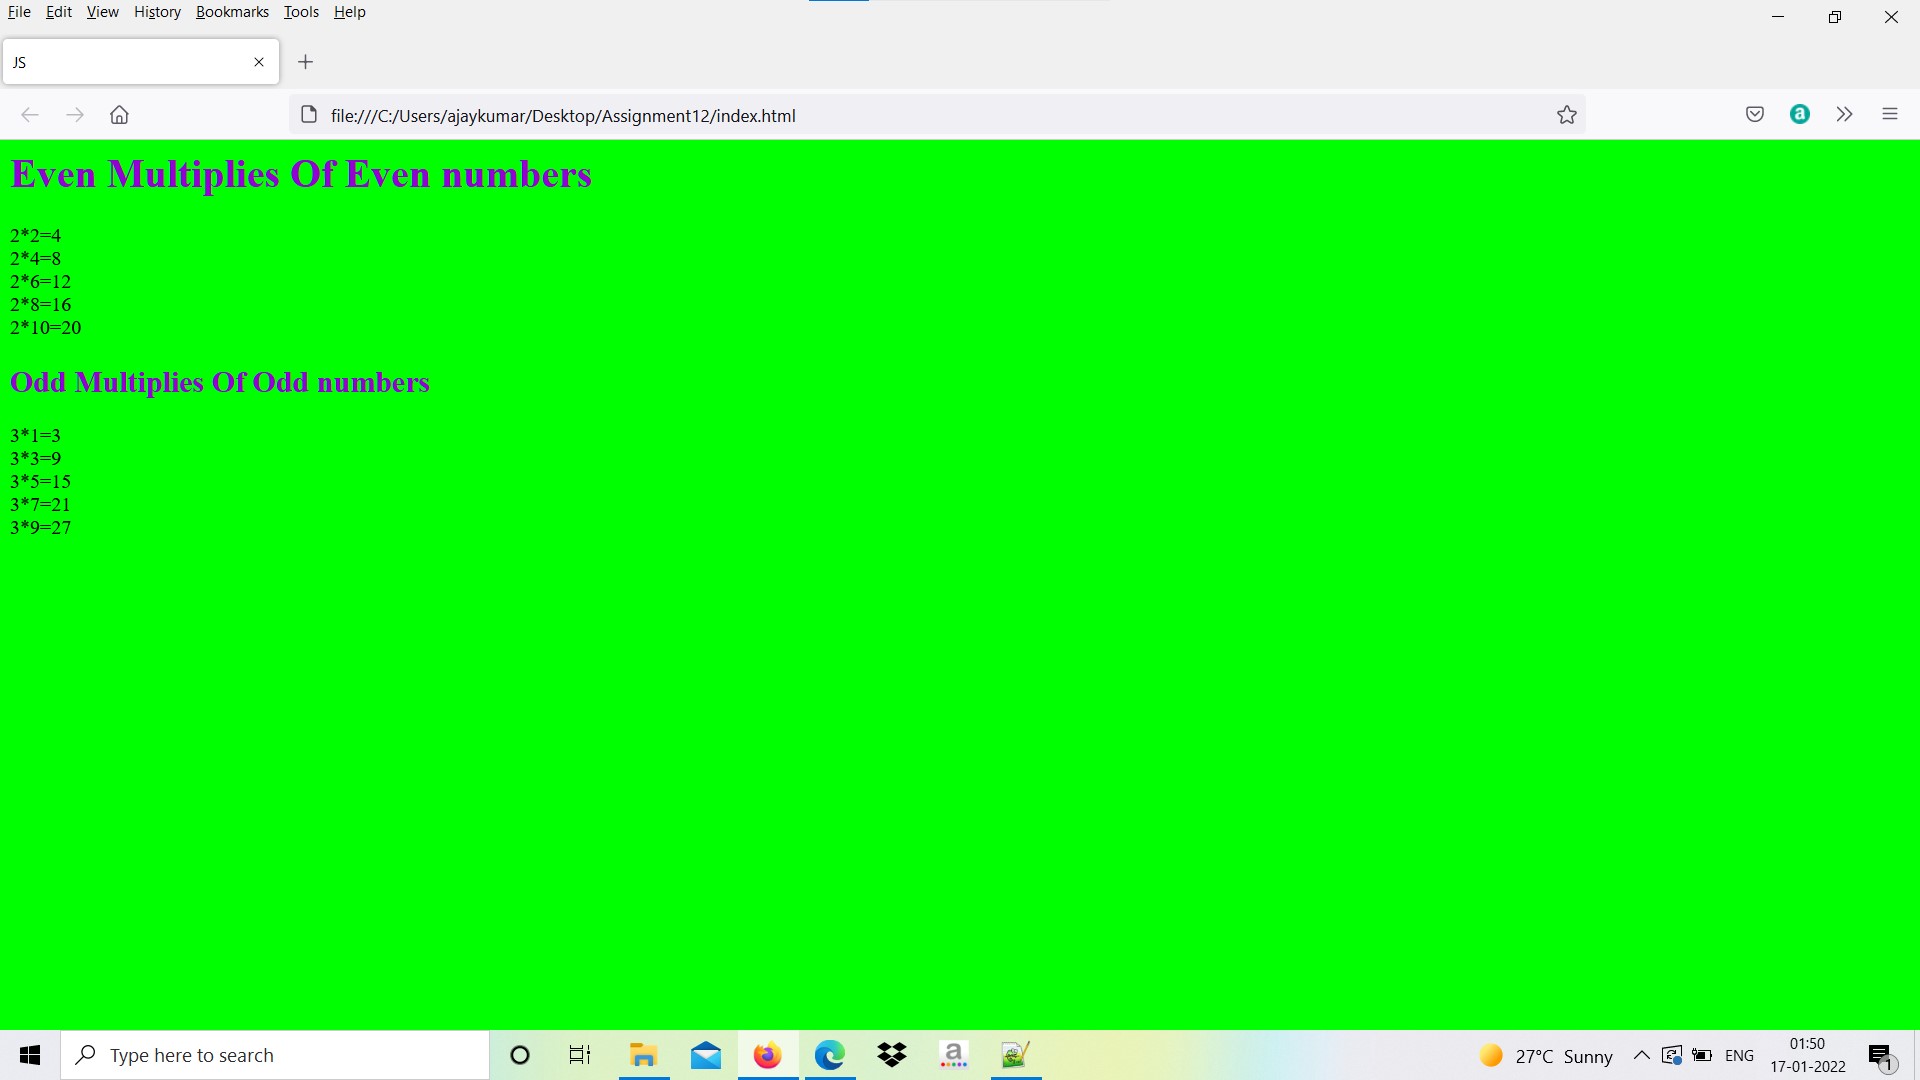 File Edit View History Bookmarks Tools Help
JS
file:///C:/Users/ajaykumar/Desktop/Assignment12/index.html
Even Multiplies Of Even numbers
2*2=4
2*4=8
2*6=12
2*8=16
2*10=20
Odd Multiplies Of Odd numbers
3*1=3
3*3=9
3*5=15
3*7=21
3*9=27
Type here to search
27°C Sunny
ENG
01:50
17-01-2022
1